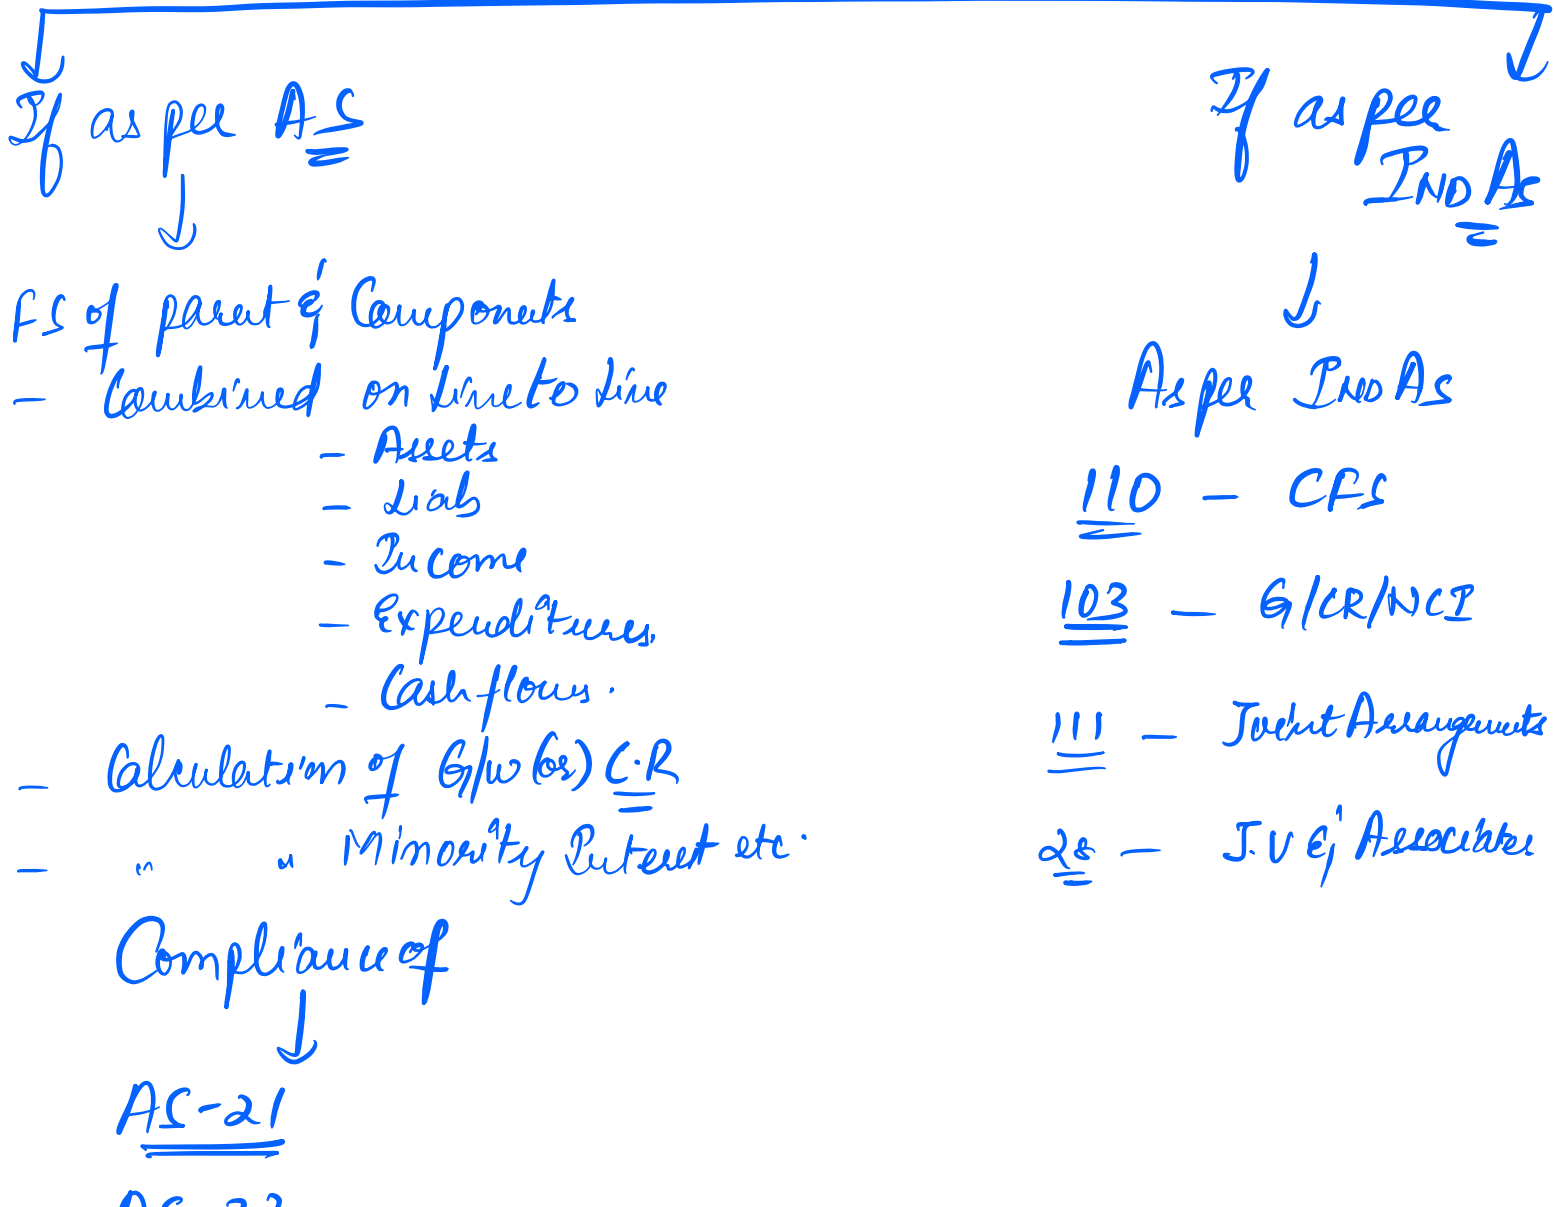 If as per AS
FS of parent & Components
- Combined on Line to Line
- Assets
- Liab
- Income
- Expenditures.
- Cash flows.
- Calculation of G/w (or) C.R
- " " Minority Interest etc.
Compliance of
AS-21
If as per
IND AS
As per IND AS
110 - CFS
103 - G/CR/NCI
111 - Joint Arrangements
28 - J.V & Associates